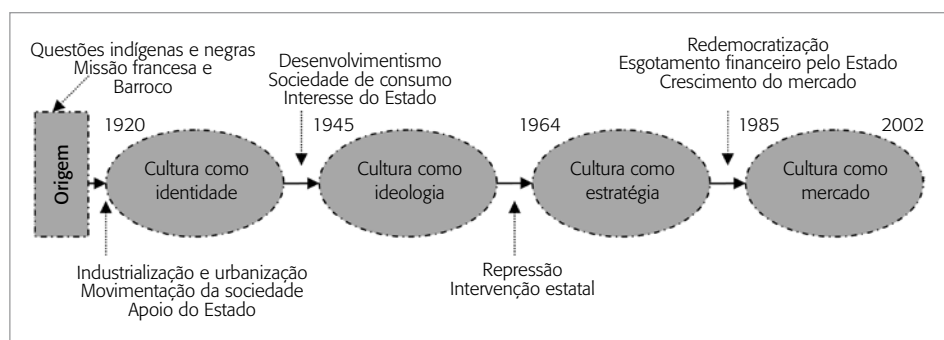 Questões indígenas e negras
Missão francesa e
Barroco
Desenvolvimentismo
Sociedade de consumo
Interesse do Estado
Redemocratização
Esgotamento financeiro pelo Estado
Crescimento do mercado
1920
1945
1964
1985
2002
Origem
Cultura como
identidade
Cultura como
ideologia
Cultura como
estratégia
Cultura como
mercado
Industrialização e urbanização
Movimentação da sociedade
Apoio do Estado
Repressão
Intervenção estatal